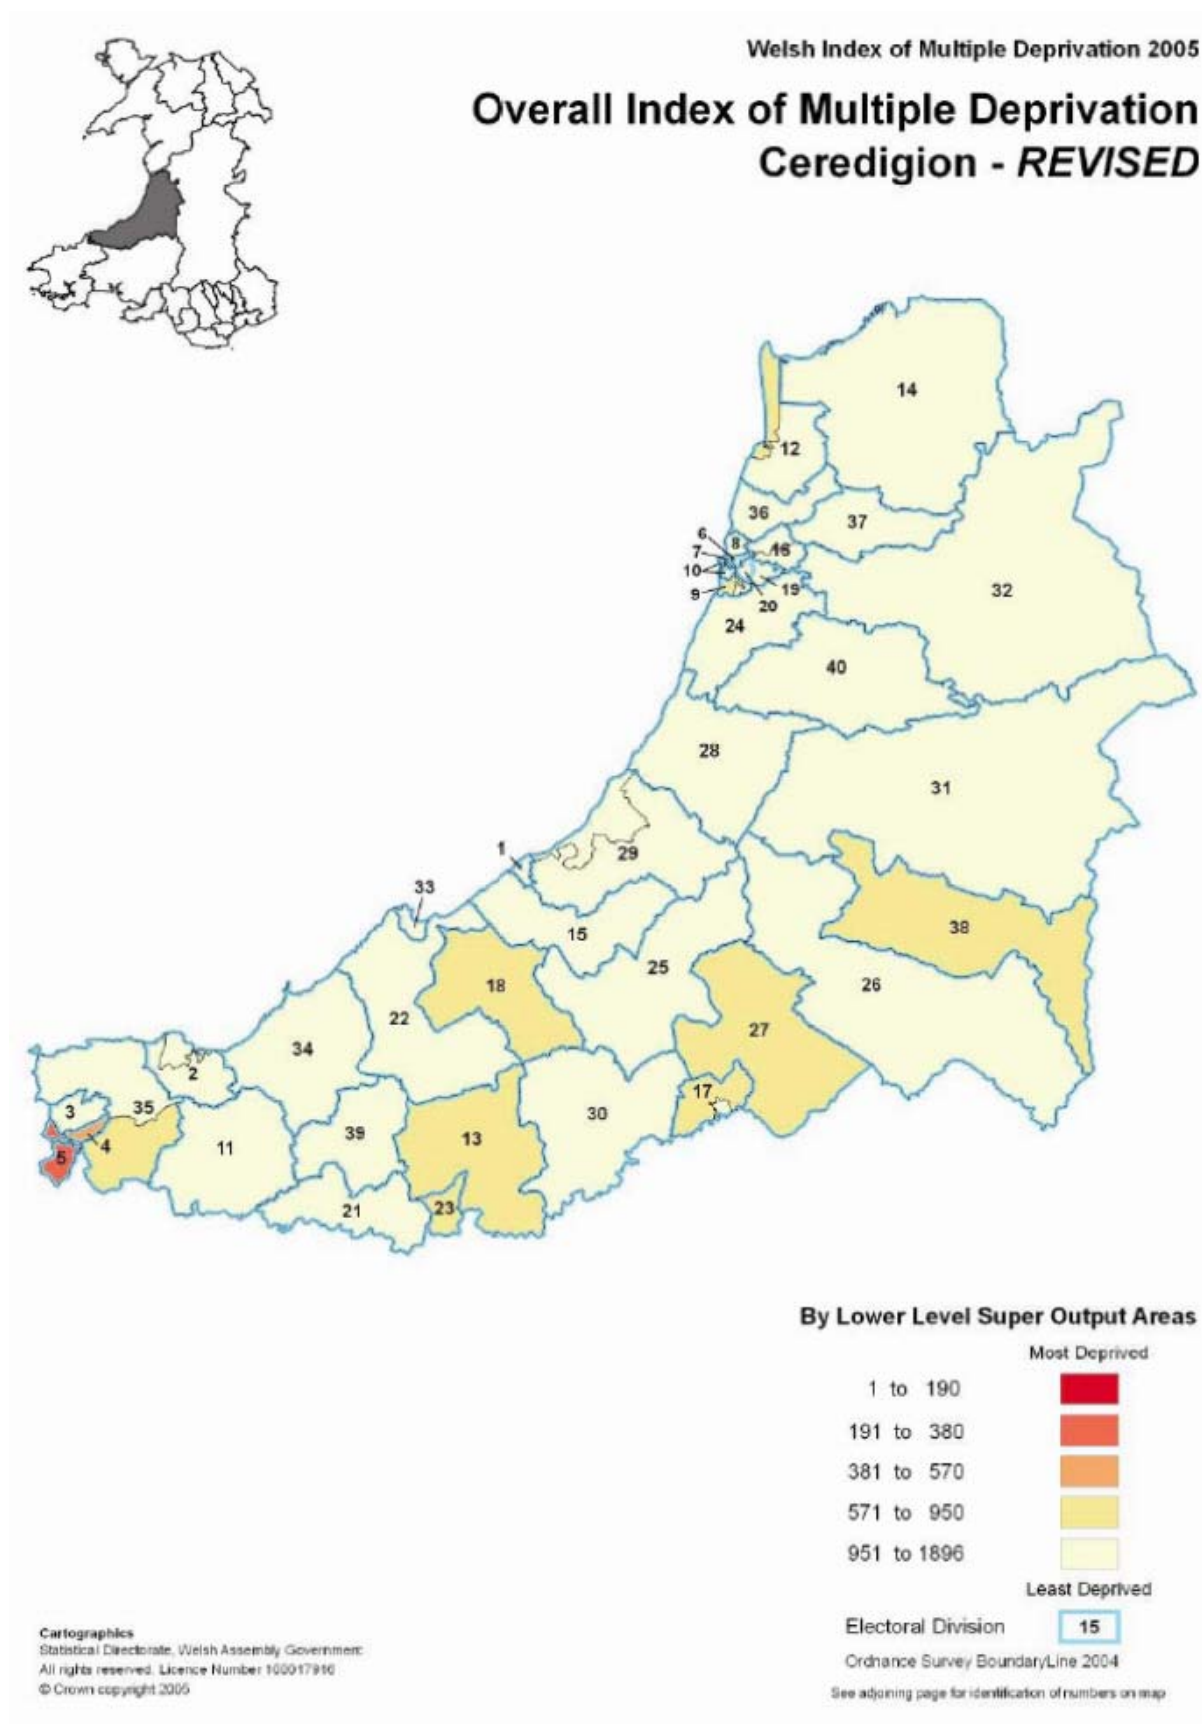 Welsh Index of Multiple Deprivation 2005
Overall Index of Multiple Deprivation
Ceredigion - REVISED
14
12
36
37
6
8
16
7
10
32
19
9
20
24
40
28
31
1
29
33
15
38
25
18
26
22
27
34
2
17
3
35
30
39
13
4
11
5
23
21
By Lower Level Super Output Areas
Most Deprived
1 to 190
191 to 380
381 to 570
571 to 950
951 to 1896
Least Deprived
Electoral Division 15
Ordnance Survey BoundaryLine 2004
See adjoining page for identification of numbers on map
Cartographics
Statistical Directorate, Welsh Assembly Government
All rights reserved. Licence Number 100017916
© Crown copyright 2005